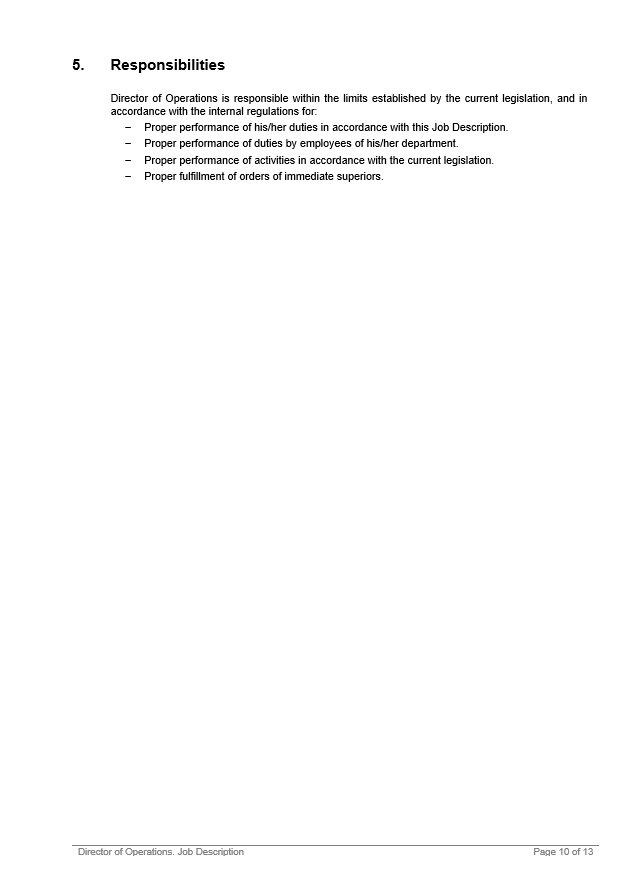 5. Responsibilities
Director of Operations is responsible within the limits established by the current legislation, and in
accordance with the internal regulations for:
– Proper performance of his/her duties in accordance with this Job Description.
– Proper performance of duties by employees of his/her department.
– Proper performance of activities in accordance with the current legislation.
– Proper fulfillment of orders of immediate superiors.
Director of Operations. Job Description Page 10 of 13